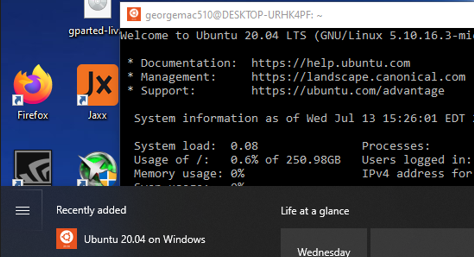 gparted-liv
georgemac510@DESKTOP-URHK4PF: ~
Welcome to Ubuntu 20.04 LTS (GNU/Linux 5.10.16.3-mi
* Documentation: https://help.ubuntu.com
* Management: https://landscape.canonical.com
* Support: https://ubuntu.com/advantage
Jx
Firefox
Jaxx
System information as of Wed Jul 13 15:26:01 EDT 2
System load: 0.08 Processes:
Usage of /: 0.6% of 250.98GB Users logged in:
Memory usage: 0% IPv4 address for
Swap usage: 0%
Recently added
Life at a glance
Ubuntu 20.04 on Windows
Wednesday